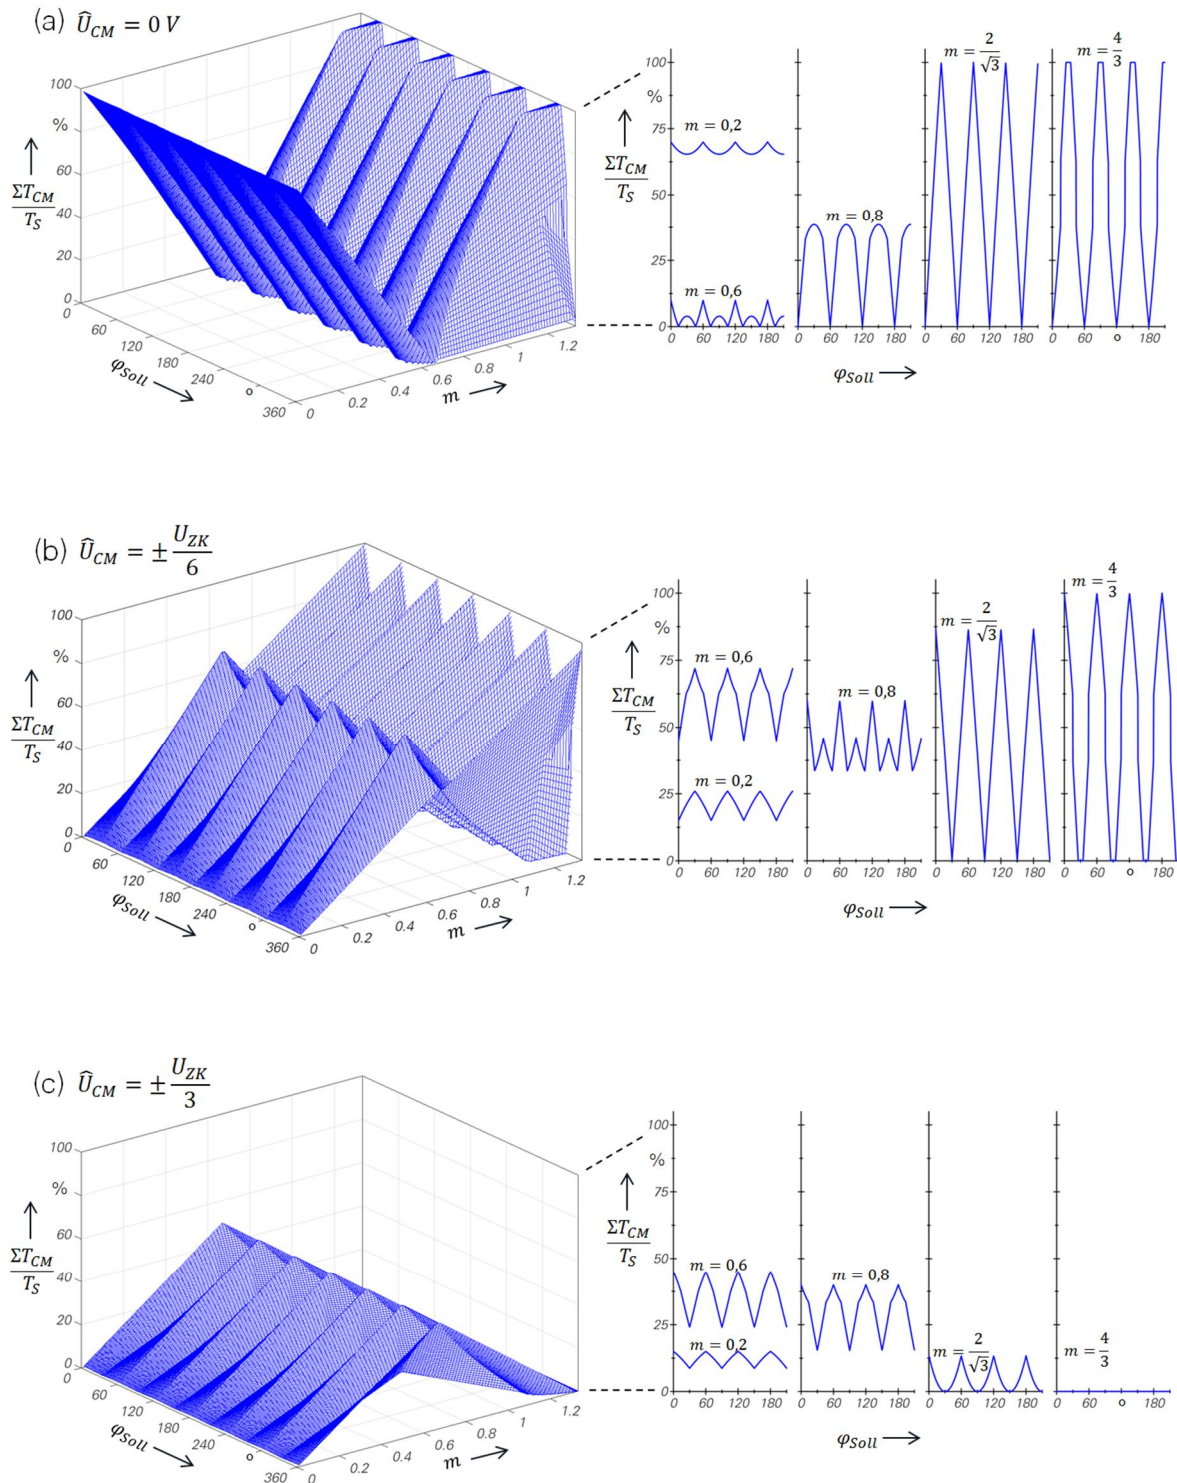 (a) Û_CM = 0 V
100
%
80
60
40
20
0
ΣT_CM
T_S
0
60
120
180
240
°
360
φ_Soll
0
0.2
0.4
0.6
0.8
1
1.2
m
100
%
75
50
25
0
ΣT_CM
T_S
m = 0,2
m = 0,6
0 60 120 180
m = 0,8
0 60 120 180
m = 2/√3
0 60 120 180
m = 4/3
0 60 ° 180
φ_Soll
(b) Û_CM = ± U_ZK/6
100
%
80
60
40
20
0
ΣT_CM
T_S
0
60
120
180
240
°
360
φ_Soll
0
0.2
0.4
0.6
0.8
1
1.2
m
100
%
75
50
25
0
ΣT_CM
T_S
m = 0,6
m = 0,2
0 60 120 180
m = 0,8
0 60 120 180
m = 2/√3
0 60 120 180
m = 4/3
0 60 ° 180
φ_Soll
(c) Û_CM = ± U_ZK/3
100
%
80
60
40
20
0
ΣT_CM
T_S
0
60
120
180
240
°
360
φ_Soll
0
0.2
0.4
0.6
0.8
1
1.2
m
100
%
75
50
25
0
ΣT_CM
T_S
m = 0,6
m = 0,2
0 60 120 180
m = 0,8
0 60 120 180
m = 2/√3
0 60 120 180
m = 4/3
0 60 ° 180
φ_Soll